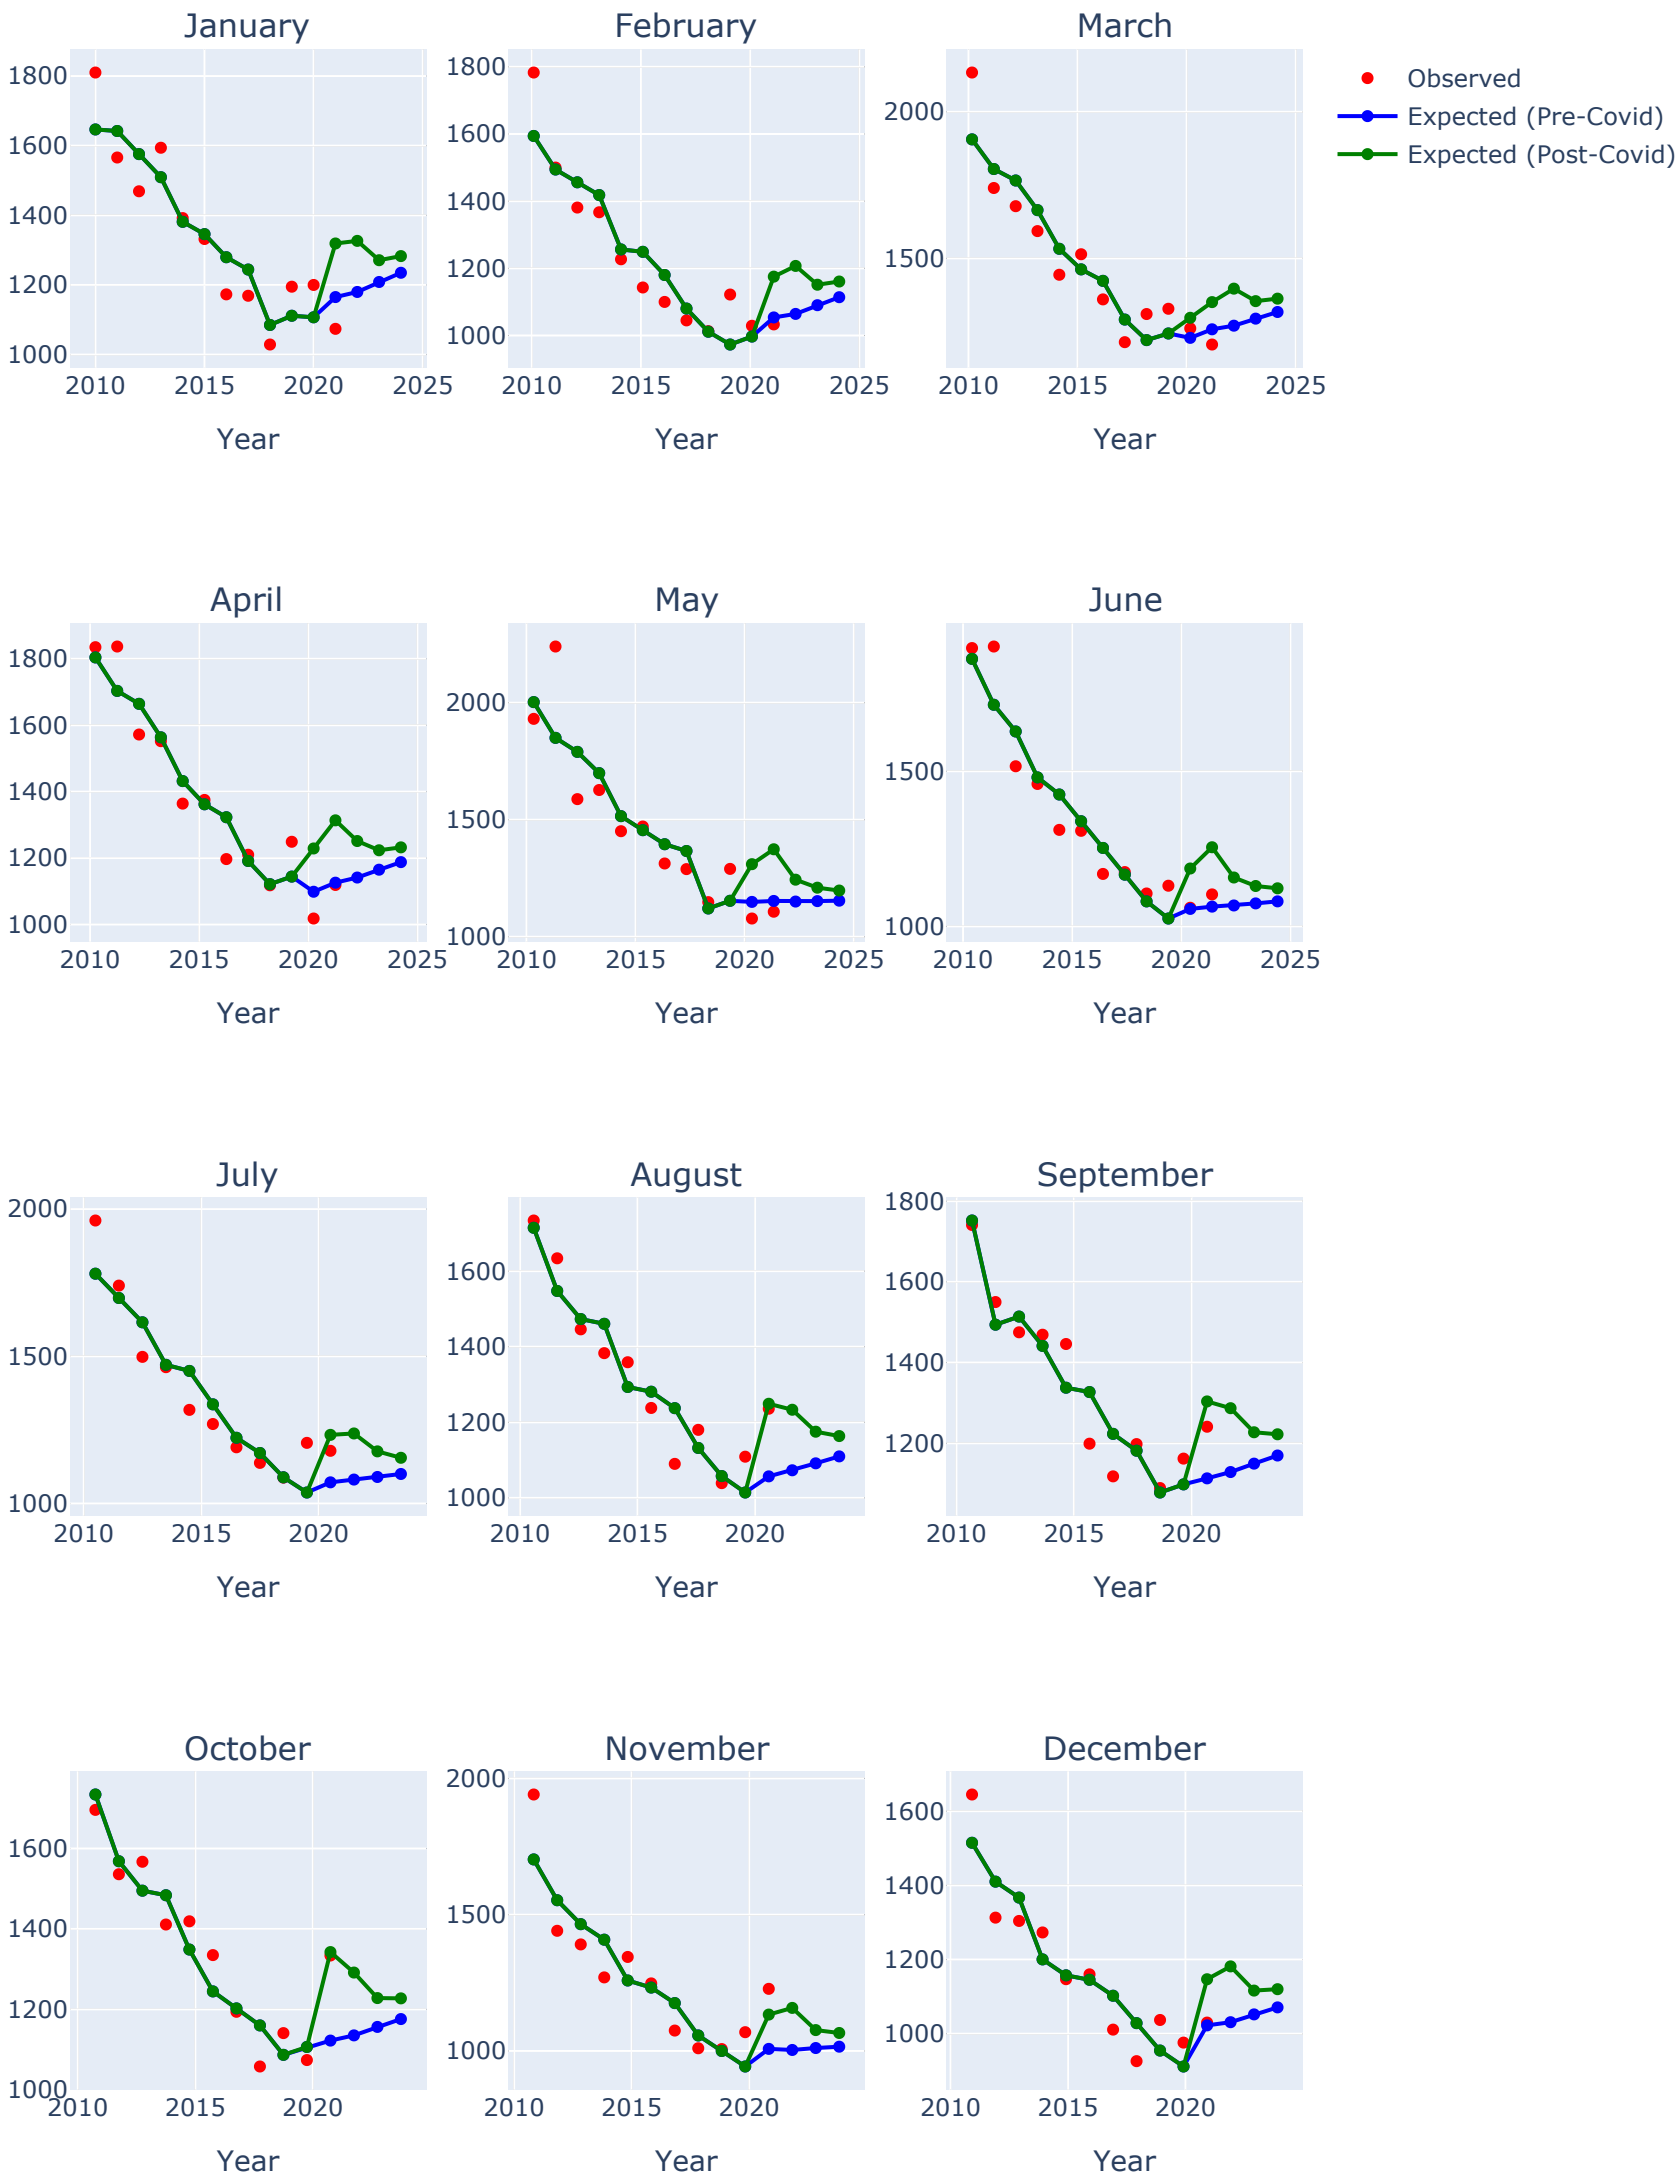 January February March
1800
1600
1400
1200
1000
2010 2015 2020 2025
Year
1800
1600
1400
1200
1000
2010 2015 2020 2025
Year
2000
1500
2010 2015 2020 2025
Year
Observed
Expected (Pre-Covid)
Expected (Post-Covid)
April May June
1800
1600
1400
1200
1000
2010 2015 2020 2025
Year
2000
1500
1000
2010 2015 2020 2025
Year
1500
1000
2010 2015 2020 2025
Year
July August September
2000
1500
1000
2010 2015 2020
Year
1600
1400
1200
1000
2010 2015 2020
Year
1800
1600
1400
1200
2010 2015 2020
Year
October November December
1600
1400
1200
1000
2010 2015 2020
Year
2000
1500
1000
2010 2015 2020
Year
1600
1400
1200
1000
2010 2015 2020
Year